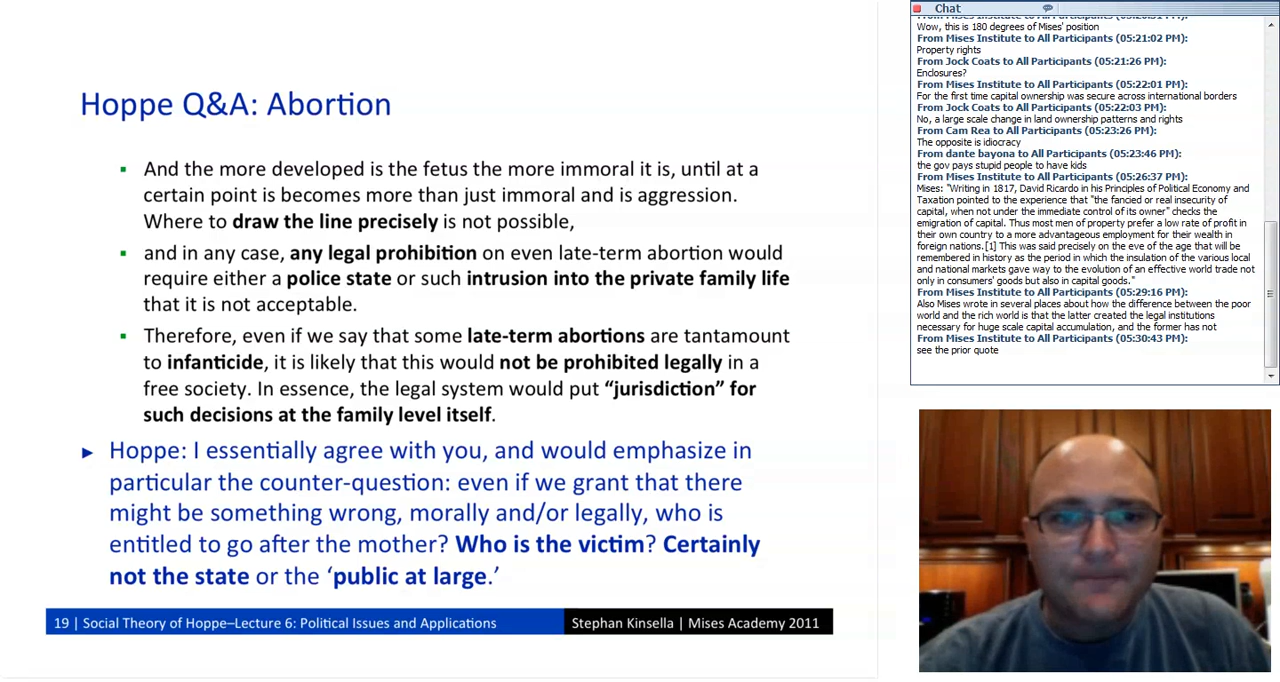 Hoppe Q&A: Abortion
▪ And the more developed is the fetus the more immoral it is, until at a
certain point is becomes more than just immoral and is aggression.
Where to draw the line precisely is not possible,
▪ and in any case, any legal prohibition on even late-term abortion would
require either a police state or such intrusion into the private family life
that it is not acceptable.
▪ Therefore, even if we say that some late-term abortions are tantamount
to infanticide, it is likely that this would not be prohibited legally in a
free society. In essence, the legal system would put “jurisdiction” for
such decisions at the family level itself.
► Hoppe: I essentially agree with you, and would emphasize in
particular the counter-question: even if we grant that there
might be something wrong, morally and/or legally, who is
entitled to go after the mother? Who is the victim? Certainly
not the state or the ‘public at large.’
19 | Social Theory of Hoppe–Lecture 6: Political Issues and Applications
Stephan Kinsella | Mises Academy 2011
Chat
Wow, this is 180 degrees of Mises' position
From Mises Institute to All Participants (05:21:02 PM):
Property rights
From Jock Coats to All Participants (05:21:26 PM):
Enclosures?
From Mises Institute to All Participants (05:22:01 PM):
For the first time capital ownership was secure across international borders
From Jock Coats to All Participants (05:22:03 PM):
No, a large scale change in land ownership patterns and rights
From Cam Rea to All Participants (05:23:26 PM):
The opposite is idiocracy
From dante bayona to All Participants (05:23:46 PM):
the gov pays stupid people to have kids
From Mises Institute to All Participants (05:26:37 PM):
Mises: "Writing in 1817, David Ricardo in his Principles of Political Economy and
Taxation pointed to the experience that "the fancied or real insecurity of
capital, when not under the immediate control of its owner" checks the
emigration of capital. Thus most men of property prefer a low rate of profit in
their own country to a more advantageous employment for their wealth in
foreign nations.[1] This was said precisely on the eve of the age that will be
remembered in history as the period in which the insulation of the various local
and national markets gave way to the evolution of an effective world trade not
only in consumers' goods but also in capital goods."
From Mises Institute to All Participants (05:29:16 PM):
Also Mises wrote in several places about how the difference between the poor
world and the rich world is that the latter created the legal institutions
necessary for huge scale capital accumulation, and the former has not
From Mises Institute to All Participants (05:30:43 PM):
see the prior quote